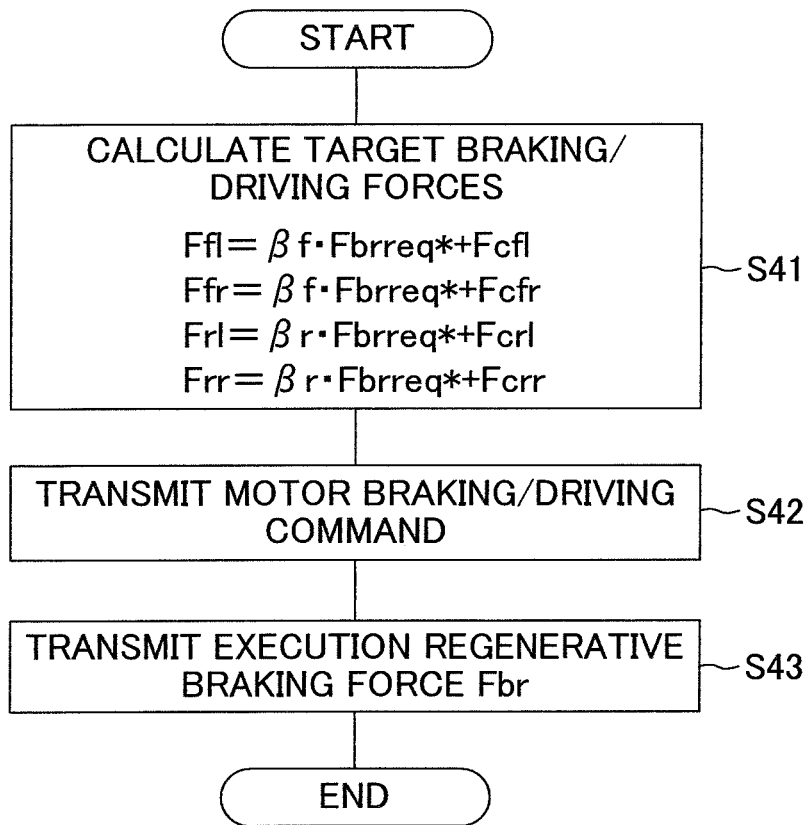 START
CALCULATE TARGET BRAKING/
DRIVING FORCES
Ffl=βf·Fbrreq*+Fcfl
Ffr=βf·Fbrreq*+Fcfr
Frl=βr·Fbrreq*+Fcrl
Frr=βr·Fbrreq*+Fcrr
S41
TRANSMIT MOTOR BRAKING/DRIVING
COMMAND
S42
TRANSMIT EXECUTION REGENERATIVE
BRAKING FORCE Fbr
S43
END